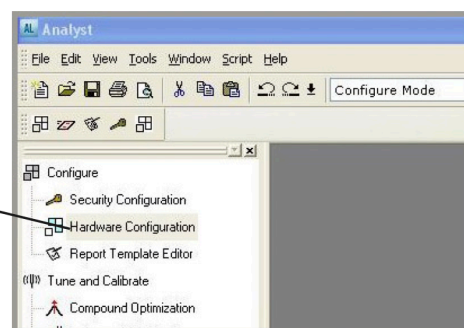 AL Analyst
File Edit View Tools Window Script Help
Configure Mode
Configure
Security Configuration
Hardware Configuration
Report Template Editor
Tune and Calibrate
Compound Optimization